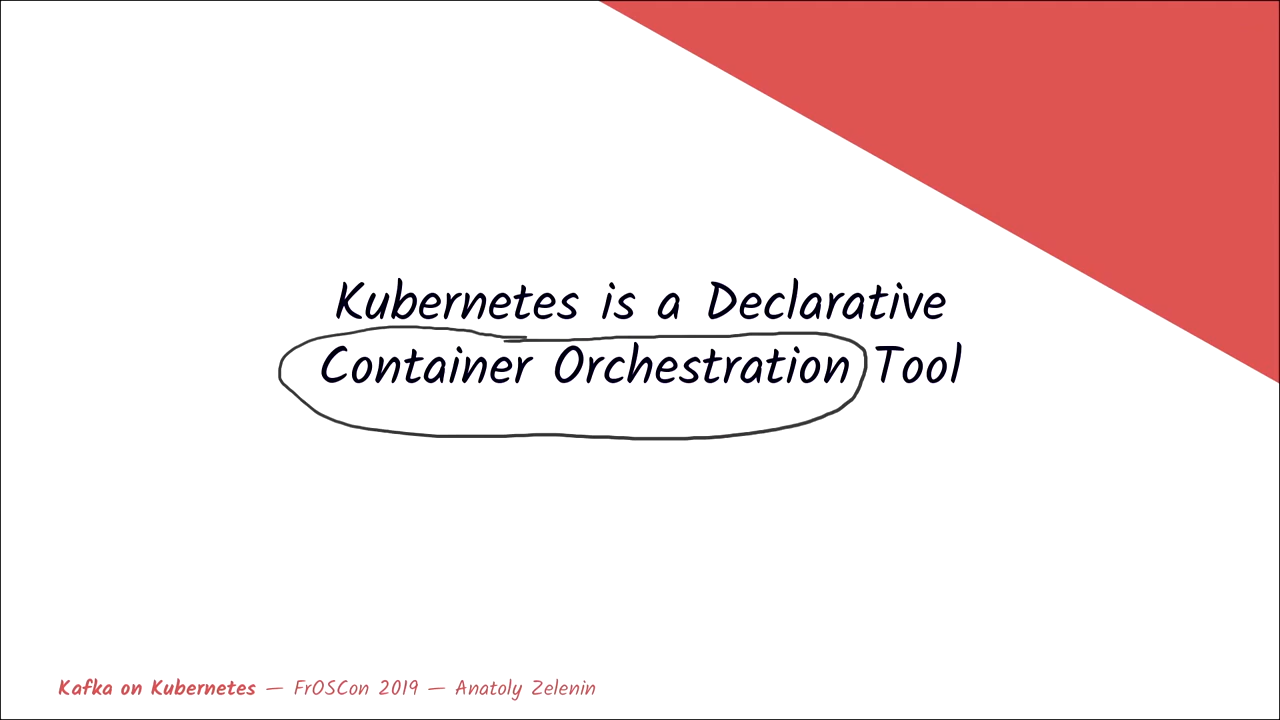 Kubernetes is a Declarative
Container Orchestration Tool
Kafka on Kubernetes — FrOSCon 2019 — Anatoly Zelenin